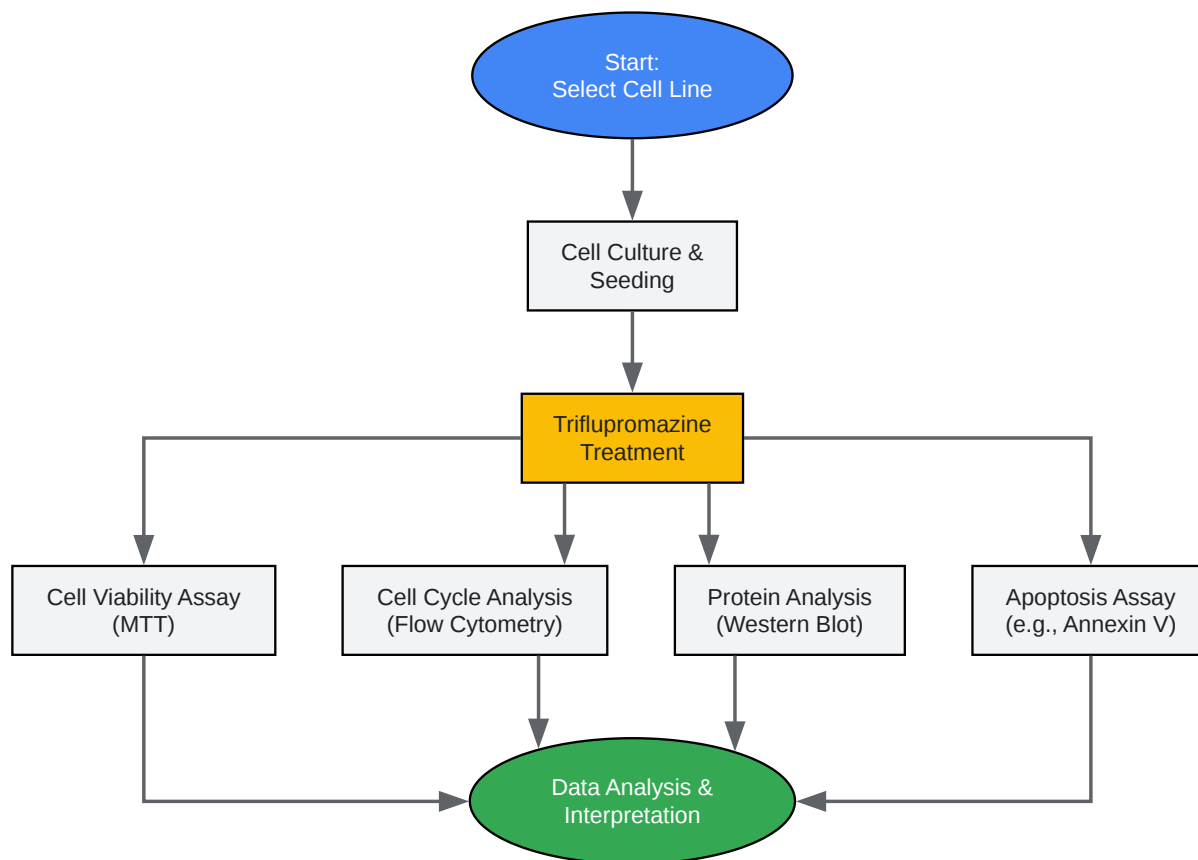 Start:
Select Cell Line
Cell Culture &
Seeding
Triflupromazine
Treatment
Cell Viability Assay
(MTT)
Cell Cycle Analysis
(Flow Cytometry)
Protein Analysis
(Western Blot)
Apoptosis Assay
(e.g., Annexin V)
Data Analysis &
Interpretation